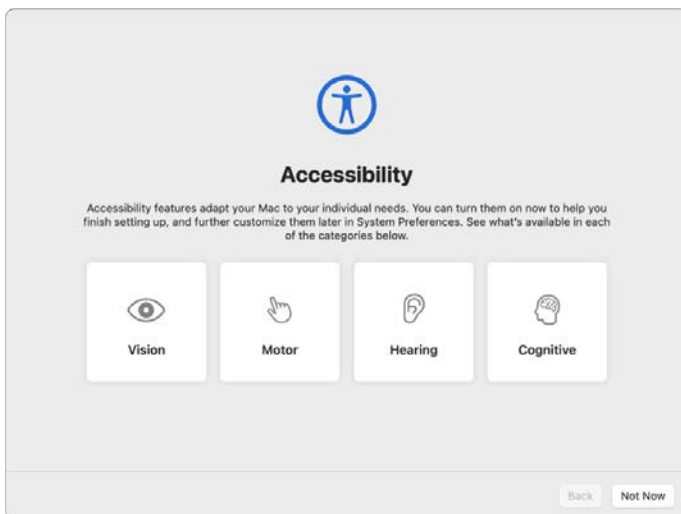 Accessibility
Accessibility features adapt your Mac to your individual needs. You can turn them on now to help you
finish setting up, and further customize them later in System Preferences. See what's available in each
of the categories below.
Vision
Motor
Hearing
Cognitive
Back
Not Now